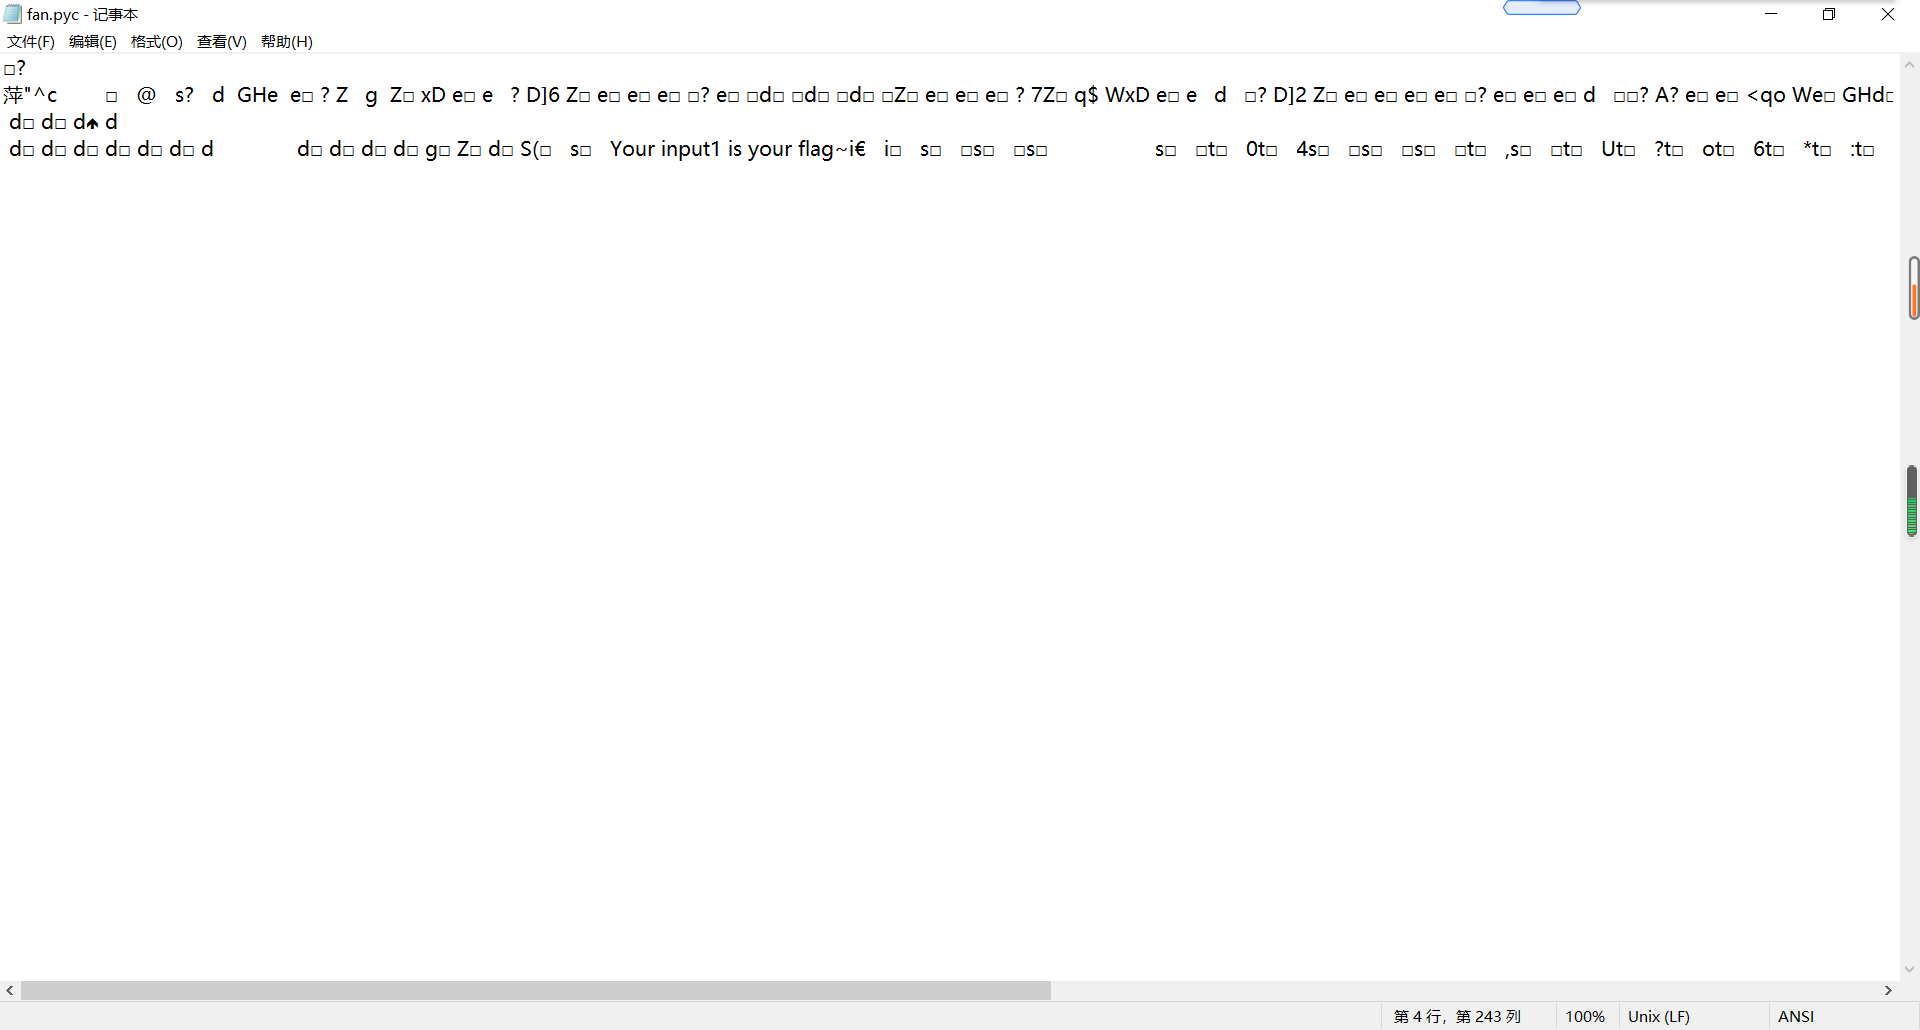 fan.pyc - 记事本
文件(F) 编辑(E) 格式(O) 查看(V) 帮助(H)
□?
萍"^c □ @ s? d GHe e□ ? Z g Z□ xD e□ e ? D]6 Z□ e□ e□ e□ □? e□ □d□ □d□ □d□ □Z□ e□ e□ e□ ? 7Z□ q$ WxD e□ e d □? D]2 Z□ e□ e□ e□ e□ □? e□ e□ e□ d □□? A? e□ e□ <qo We□ GHd□
d□ d□ d♠ d
d□ d□ d□ d□ d□ d□ d d□ d□ d□ d□ g□ Z□ d□ S(□ s□ Your input1 is your flag~i€ i□ s□ □s□ □s□ s□ □t□ 0t□ 4s□ □s□ □s□ □t□ ,s□ □t□ Ut□ ?t□ ot□ 6t□ *t□ :t□
第 4 行，第 243 列 100% Unix (LF) ANSI